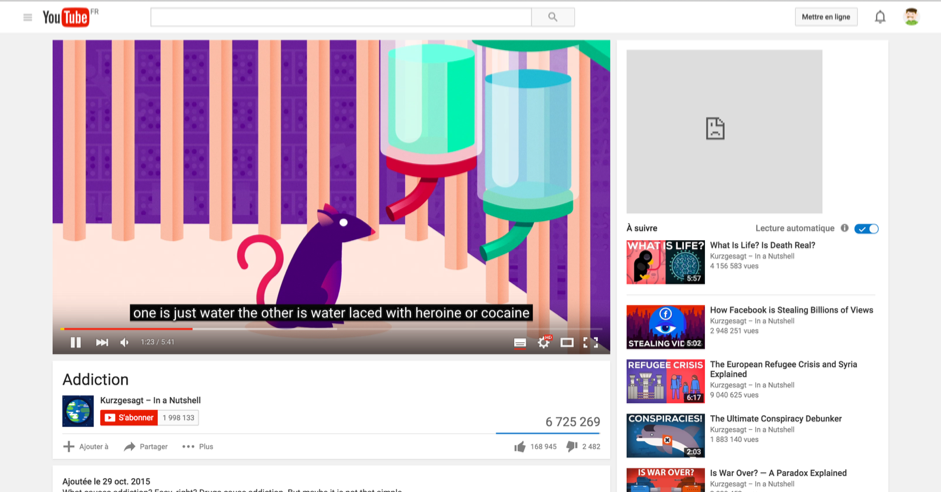 YouTube FR
Mettre en ligne
one is just water the other is water laced with heroine or cocaine
1:23 / 5:41
HD
Addiction
Kurzgesagt – In a Nutshell
S'abonner 1 998 133
6 725 269
Ajouter à Partager Plus
168 945 2 482
Ajoutée le 29 oct. 2015
What causes addiction? Easy, right? Drugs cause addiction. But maybe it is not that simple.
À suivre
Lecture automatique
WHAT IS LIFE?
5:57
What Is Life? Is Death Real?
Kurzgesagt – In a Nutshell
4 156 583 vues
STEALING VID
5:02
How Facebook is Stealing Billions of Views
Kurzgesagt – In a Nutshell
2 948 251 vues
REFUGEE CRISIS
6:17
The European Refugee Crisis and Syria
Explained
Kurzgesagt – In a Nutshell
9 040 625 vues
CONSPIRACIES!
2:03
The Ultimate Conspiracy Debunker
Kurzgesagt – In a Nutshell
1 883 140 vues
IS WAR OVER?
Is War Over? — A Paradox Explained
Kurzgesagt – In a Nutshell